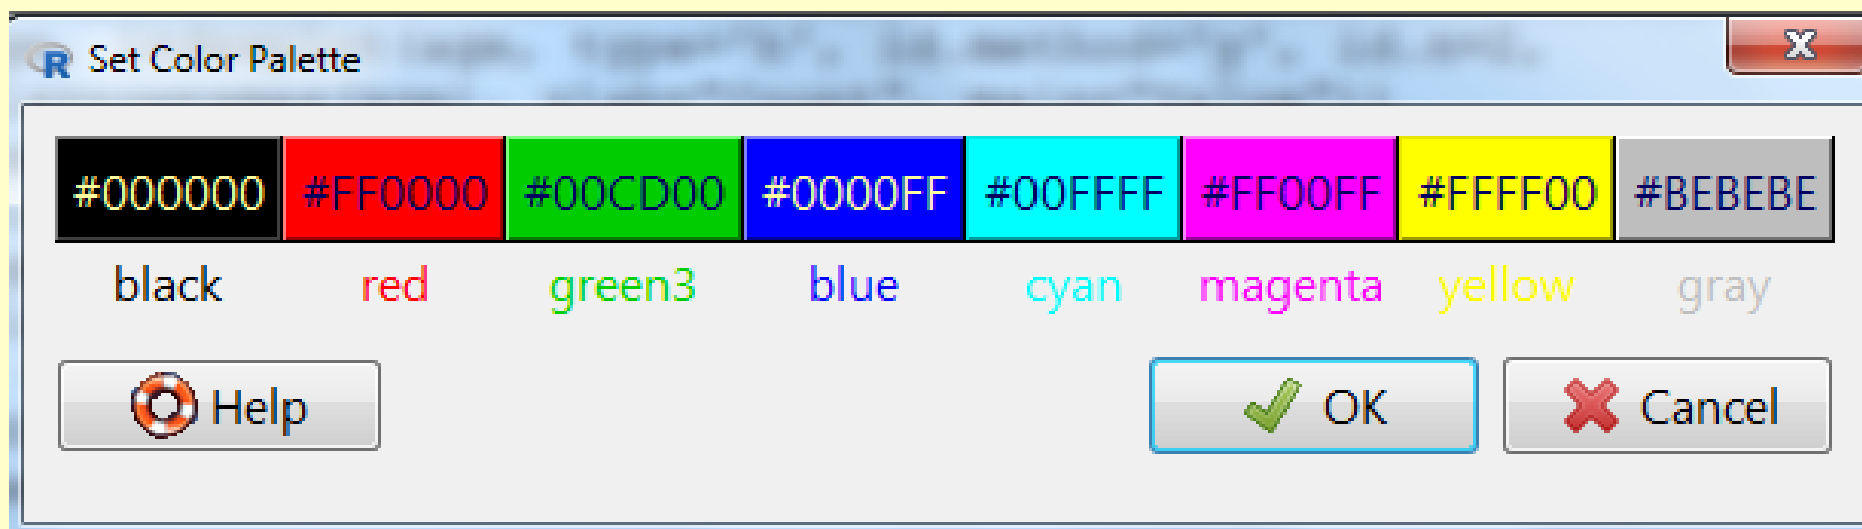 Set Color Palette
#000000 #FF0000 #00CD00 #0000FF #00FFFF #FF00FF #FFFF00 #BEBEBE
black red green3 blue cyan magenta yellow gray
Help OK Cancel